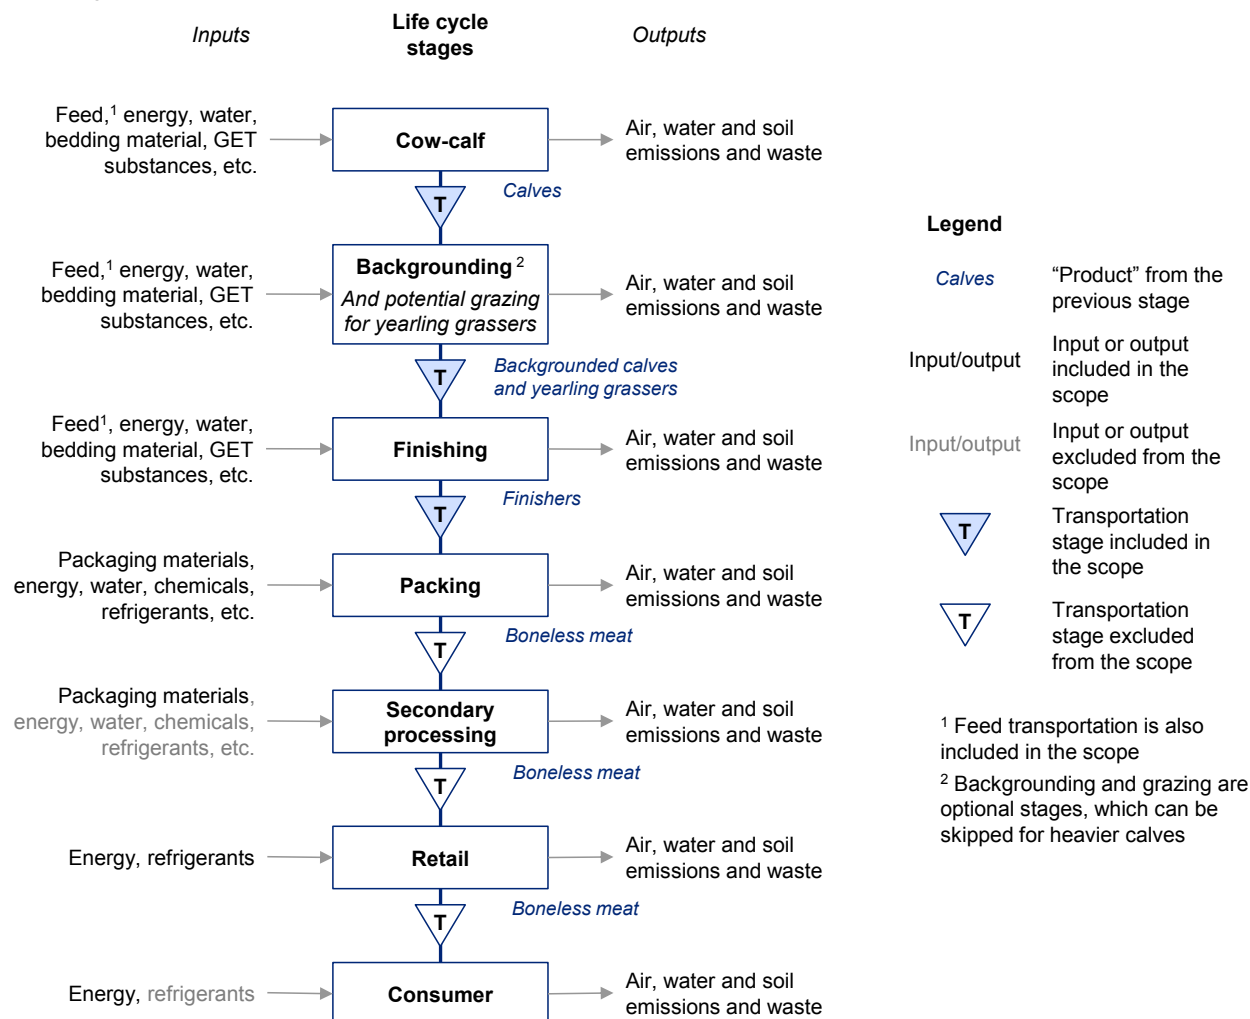 Inputs
Life cycle
stages
Outputs
Feed,¹ energy, water,
bedding material, GET
substances, etc.
Cow-calf
Air, water and soil
emissions and waste
T
Calves
Feed,¹ energy, water,
bedding material, GET
substances, etc.
Backgrounding ²
And potential grazing
for yearling grassers
Air, water and soil
emissions and waste
T
Backgrounded calves
and yearling grassers
Feed¹, energy, water,
bedding material, GET
substances, etc.
Finishing
Air, water and soil
emissions and waste
T
Finishers
Packaging materials,
energy, water, chemicals,
refrigerants, etc.
Packing
Air, water and soil
emissions and waste
T
Boneless meat
Packaging materials,
energy, water, chemicals,
refrigerants, etc.
Secondary
processing
Air, water and soil
emissions and waste
T
Boneless meat
Energy, refrigerants
Retail
Air, water and soil
emissions and waste
T
Boneless meat
Energy, refrigerants
Consumer
Air, water and soil
emissions and waste
Legend
Calves
“Product” from the
previous stage
Input/output
Input or output
included in the
scope
Input/output
Input or output
excluded from the
scope
T
Transportation
stage included in
the scope
T
Transportation
stage excluded
from the scope
¹ Feed transportation is also
included in the scope
² Backgrounding and grazing are
optional stages, which can be
skipped for heavier calves